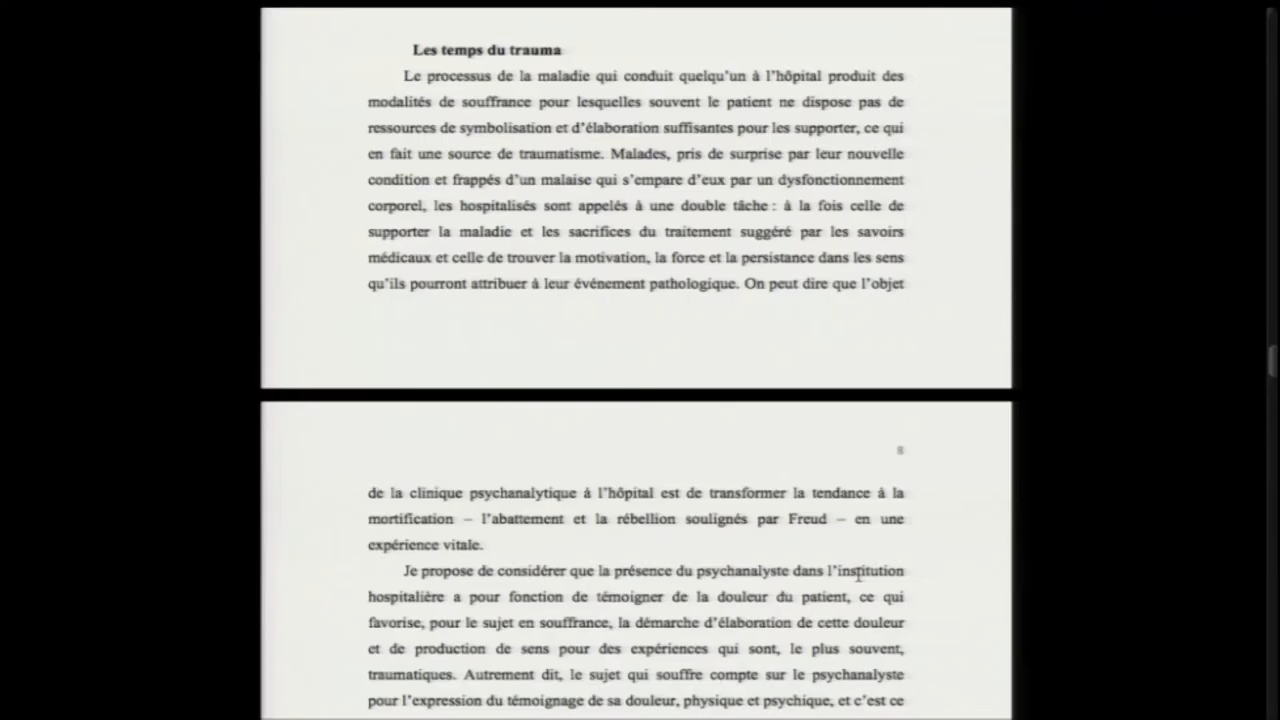 Les temps du trauma
Le processus de la maladie qui conduit quelqu'un à l'hôpital produit des
modalités de souffrance pour lesquelles souvent le patient ne dispose pas de
ressources de symbolisation et d'élaboration suffisantes pour les supporter, ce qui
en fait une source de traumatisme. Malades, pris de surprise par leur nouvelle
condition et frappés d'un malaise qui s'empare d'eux par un dysfonctionnement
corporel, les hospitalisés sont appelés à une double tâche : à la fois celle de
supporter la maladie et les sacrifices du traitement suggéré par les savoirs
médicaux et celle de trouver la motivation, la force et la persistance dans les sens
qu'ils pourront attribuer à leur événement pathologique. On peut dire que l'objet
8
de la clinique psychanalytique à l'hôpital est de transformer la tendance à la
mortification – l'abattement et la rébellion soulignés par Freud – en une
expérience vitale.
Je propose de considérer que la présence du psychanalyste dans l'institution
hospitalière a pour fonction de témoigner de la douleur du patient, ce qui
favorise, pour le sujet en souffrance, la démarche d'élaboration de cette douleur
et de production de sens pour des expériences qui sont, le plus souvent,
traumatiques. Autrement dit, le sujet qui souffre compte sur le psychanalyste
pour l'expression du témoignage de sa douleur, physique et psychique, et c'est ce